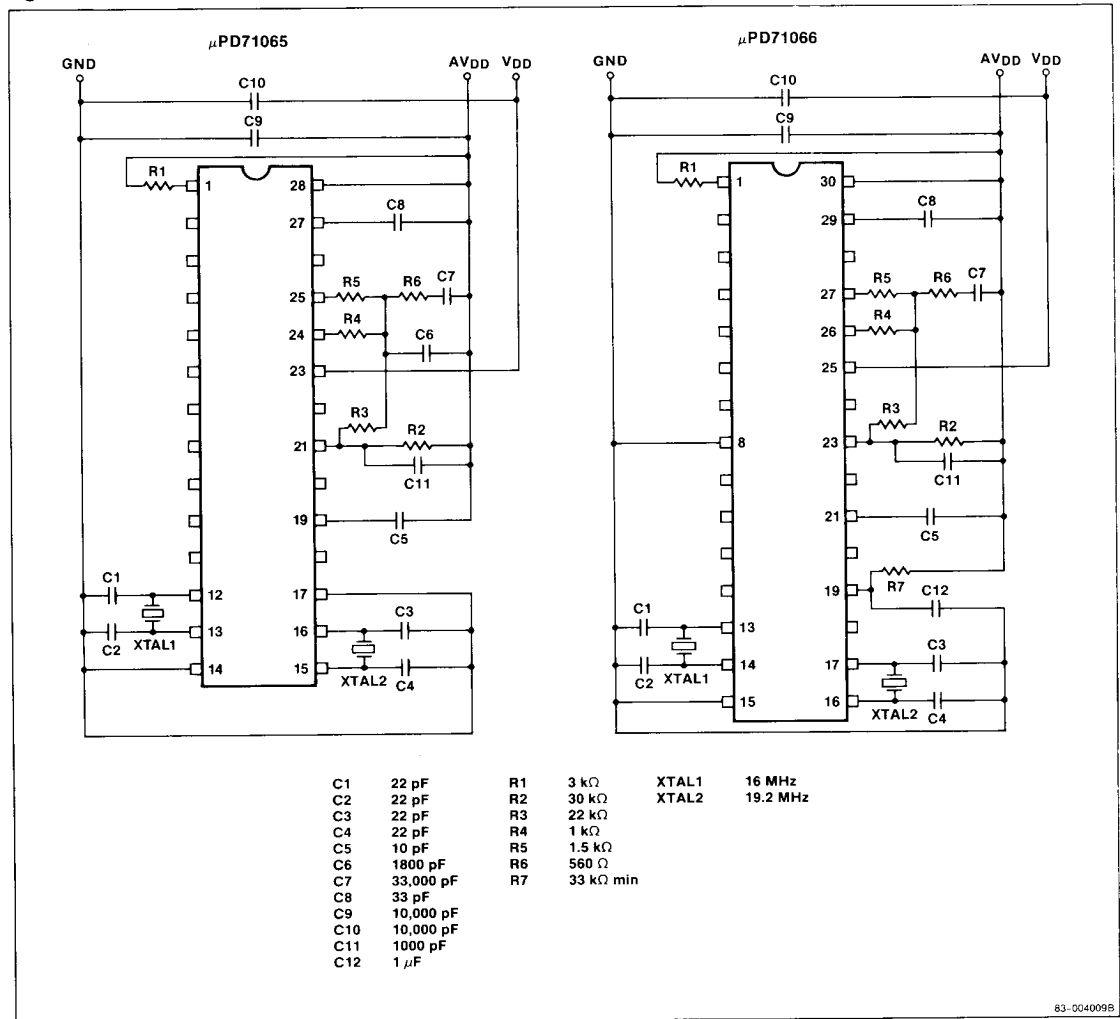 μPD71065
GND
AVDD
VDD
C10
C9
R1
1
28
C8
27
R5
R6
C7
25
R4
24
C6
23
R3
R2
21
C11
19
C5
C1
12
17
C3
13
16
C2
XTAL1
14
15
XTAL2
C4
μPD71066
GND
AVDD
VDD
C10
C9
R1
1
30
C8
29
R5
R6
C7
27
R4
26
25
R3
R2
8
23
C11
21
C5
R7
19
C12
C1
13
C3
14
17
C2
XTAL1
15
16
XTAL2
C4
C1 22 pF R1 3 kΩ XTAL1 16 MHz
C2 22 pF R2 30 kΩ XTAL2 19.2 MHz
C3 22 pF R3 22 kΩ
C4 22 pF R4 1 kΩ
C5 10 pF R5 1.5 kΩ
C6 1800 pF R6 560 Ω
C7 33,000 pF R7 33 kΩ min
C8 33 pF
C9 10,000 pF
C10 10,000 pF
C11 1000 pF
C12 1 μF
83-004009B